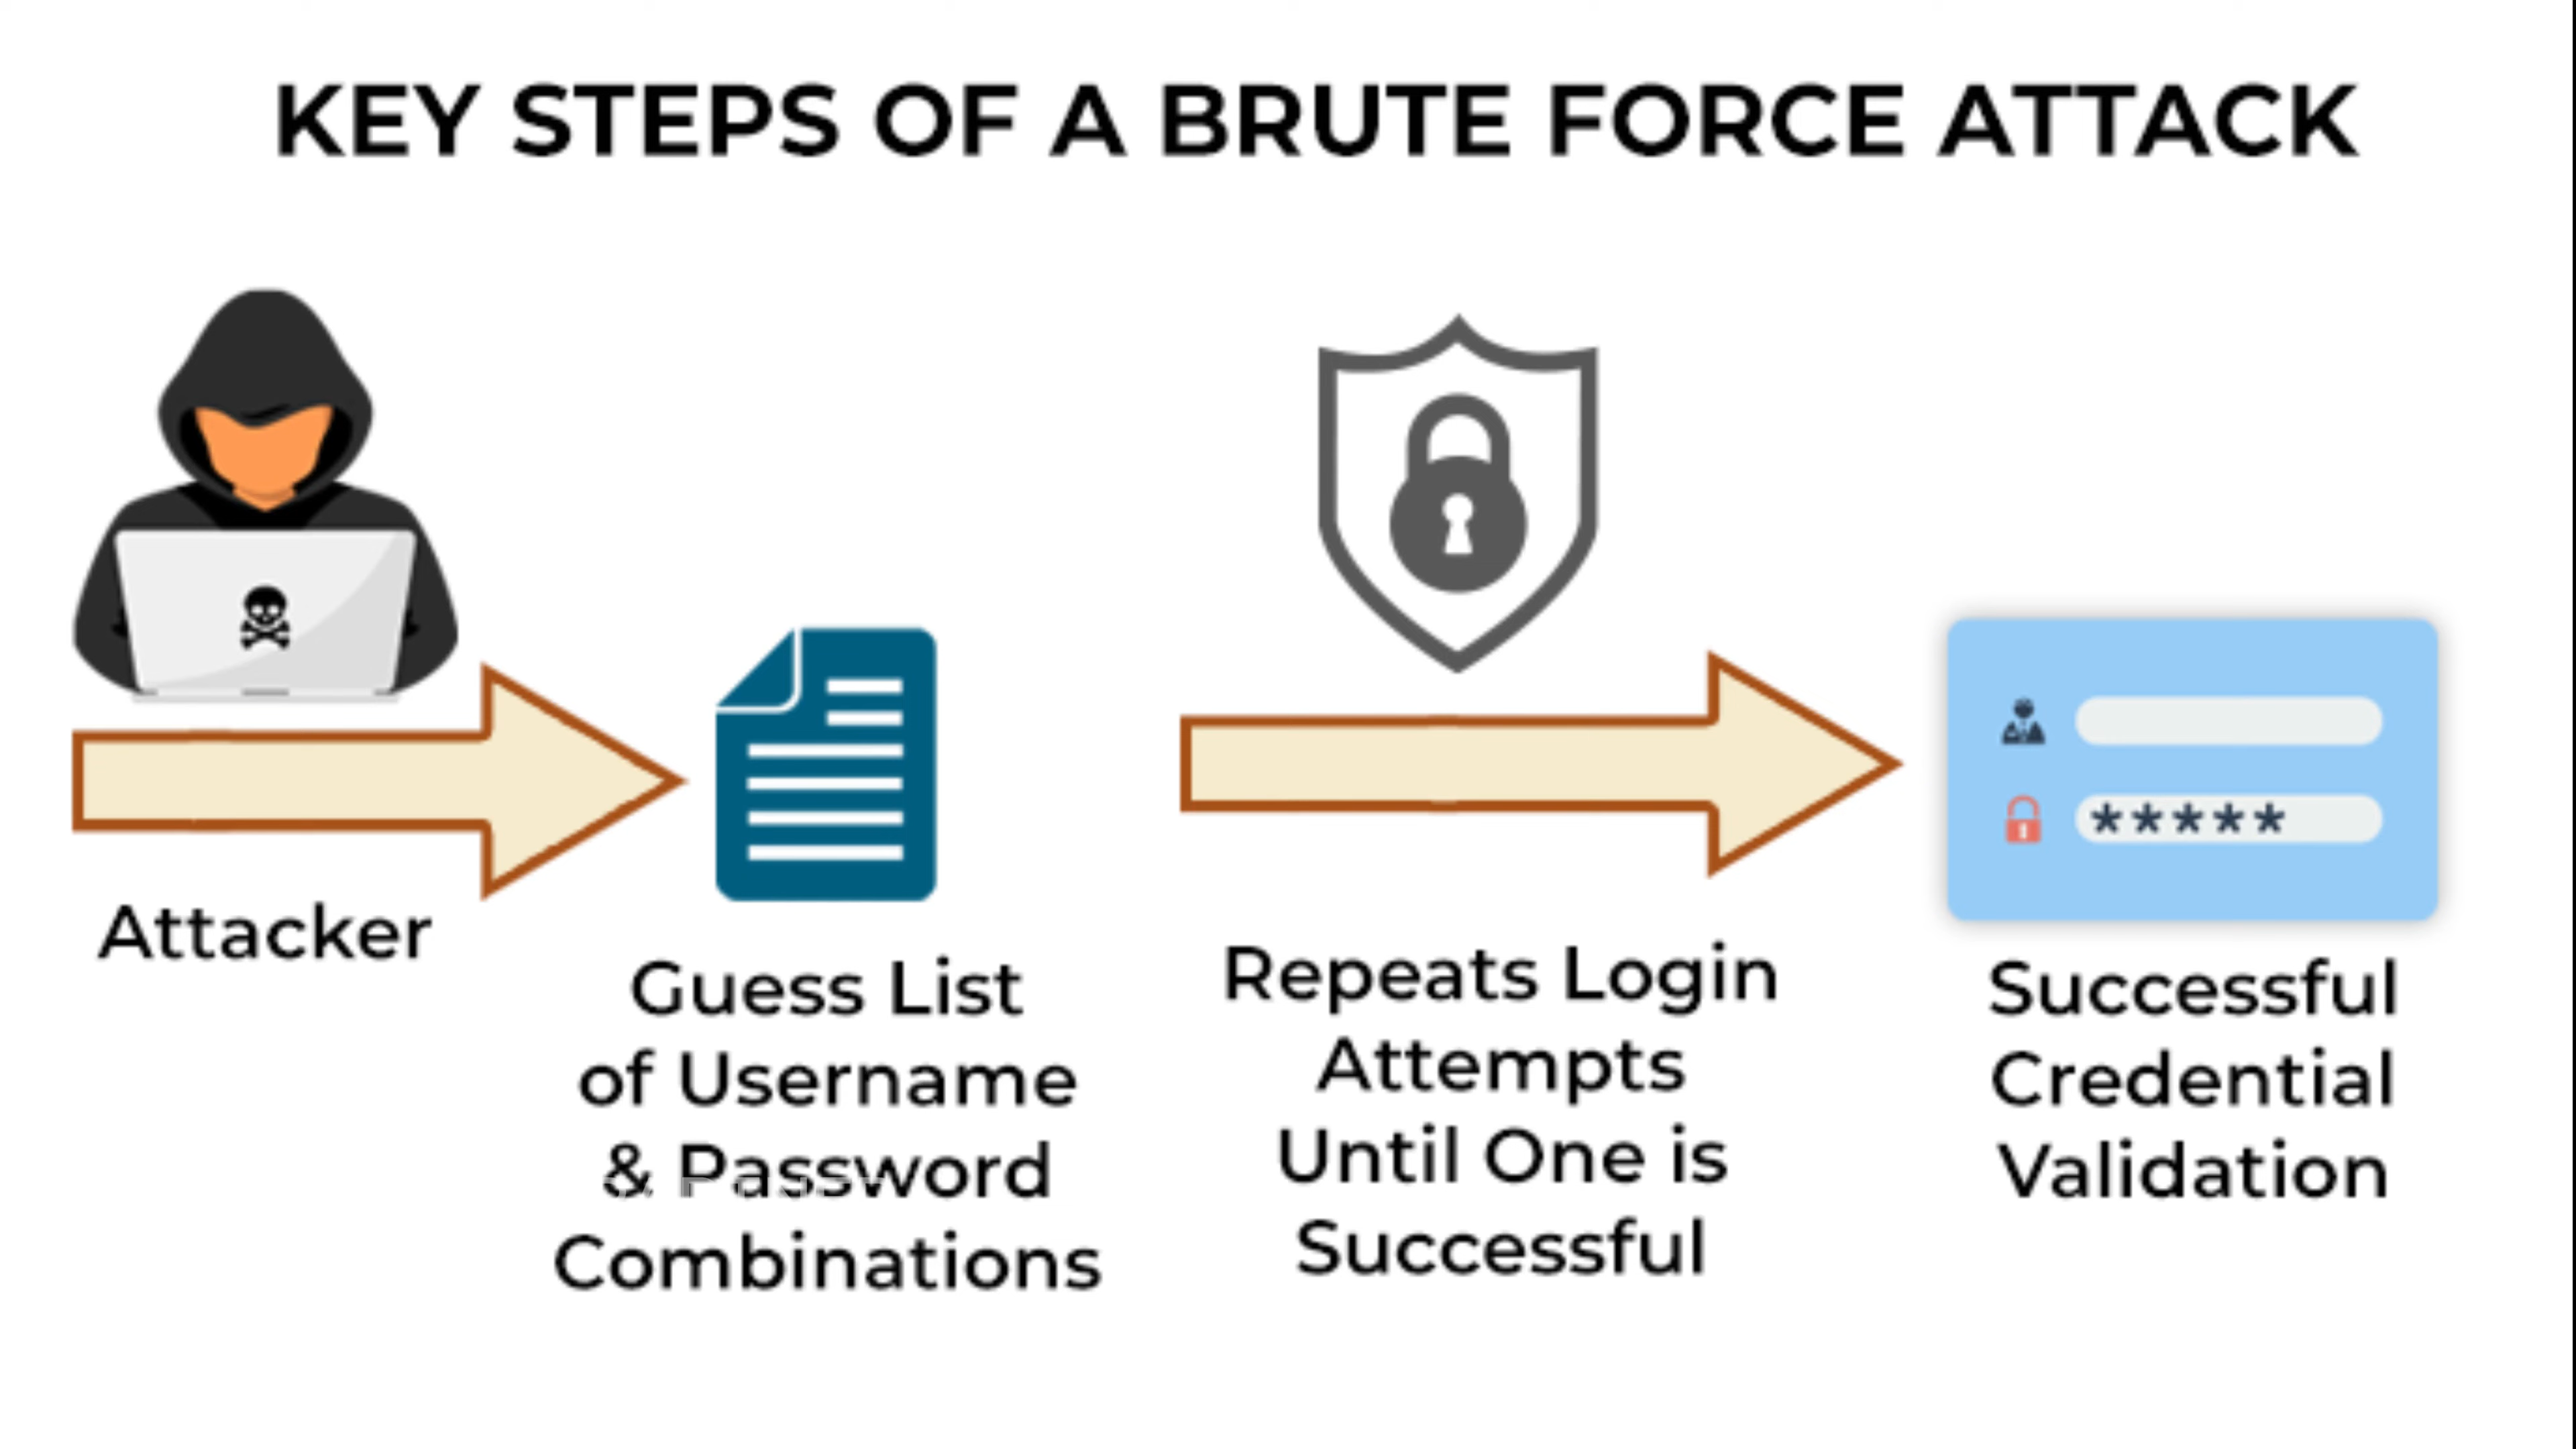 KEY STEPS OF A BRUTE FORCE ATTACK
Attacker
Guess List
of Username
& Password
Combinations
Repeats Login
Attempts
Until One is
Successful
*****
Successful
Credential
Validation